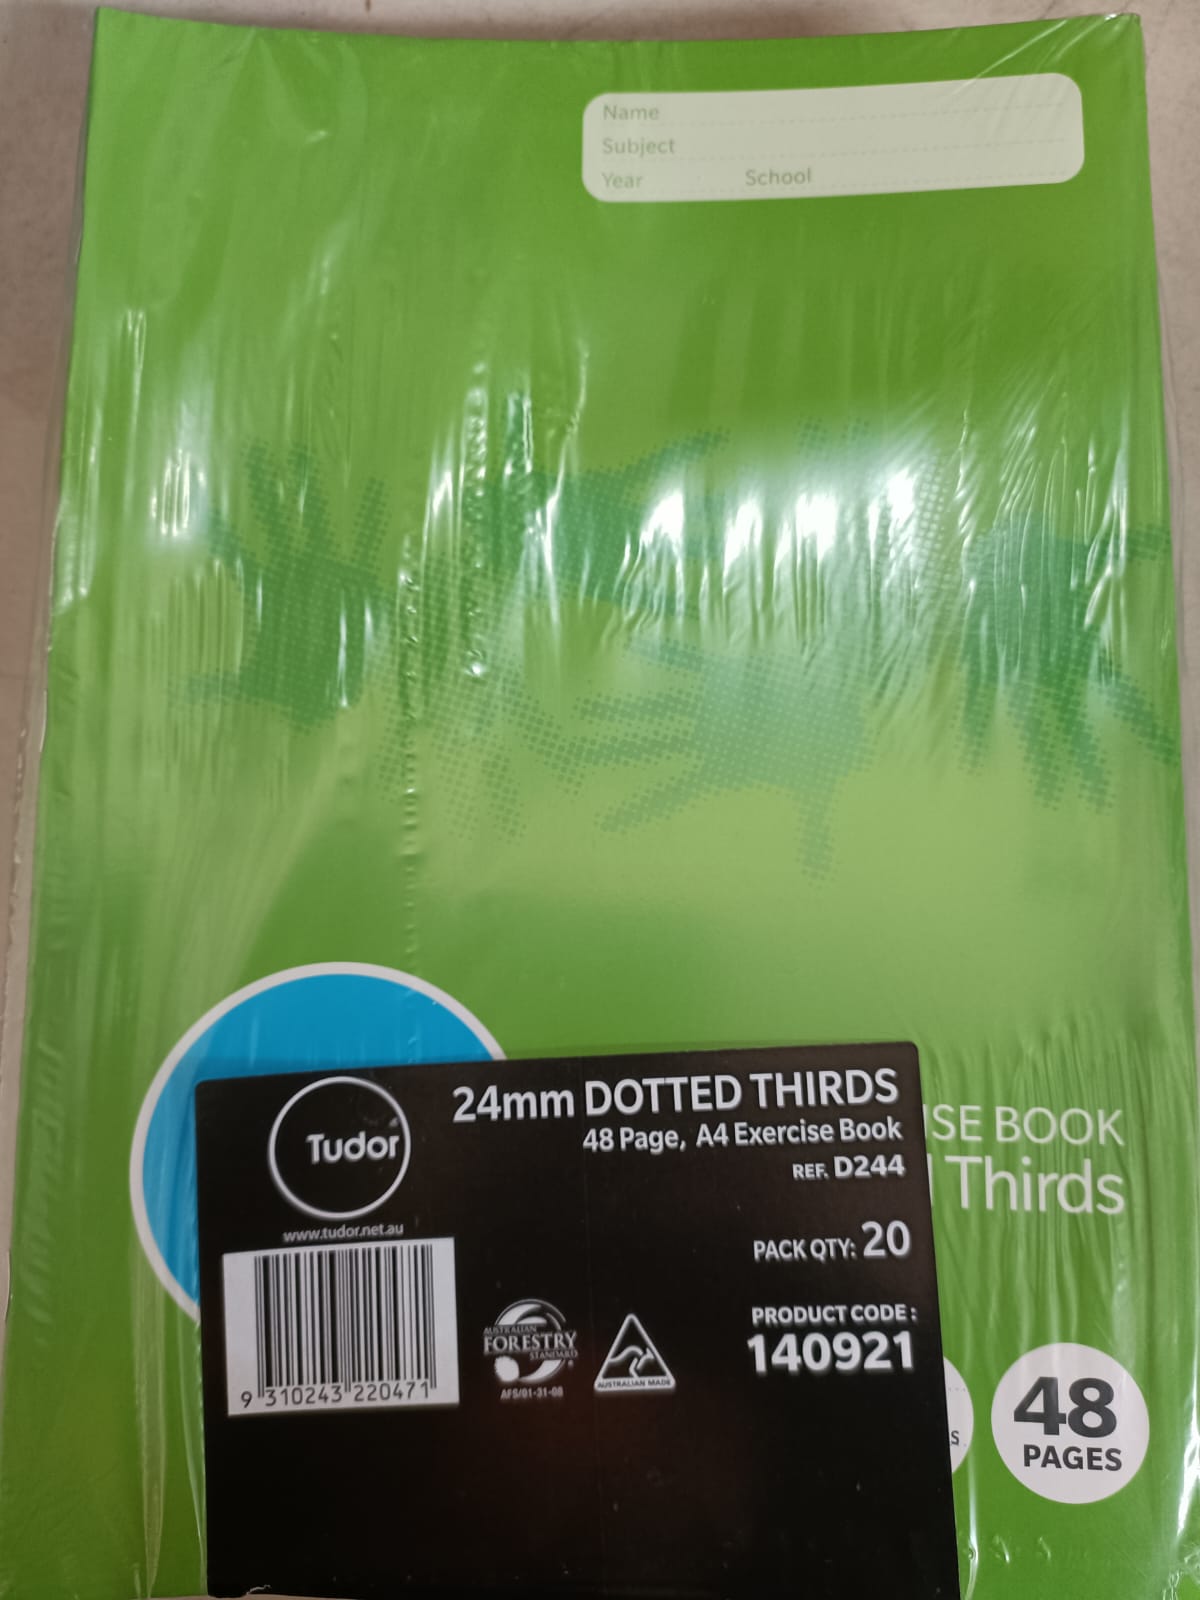 Name
Subject
Year School
Tudor
www.tudor.net.au
24mm DOTTED THIRDS
48 Page, A4 Exercise Book
REF. D244
PACK QTY: 20
PRODUCT CODE:
140921
9 310243 220471
AUSTRALIAN
FORESTRY
STANDARD
AFS/01-31-08
AUSTRALIAN MADE
ISE BOOK
Thirds
S
48
PAGES